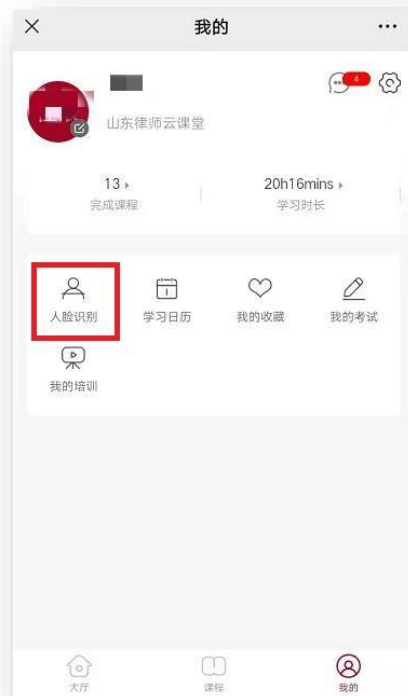 我的
4
山东律师云课堂
13
20h16mins
完成课程
学习时长
人脸识别
学习日历
我的收藏
我的考试
我的培训
大厅
课程
我的